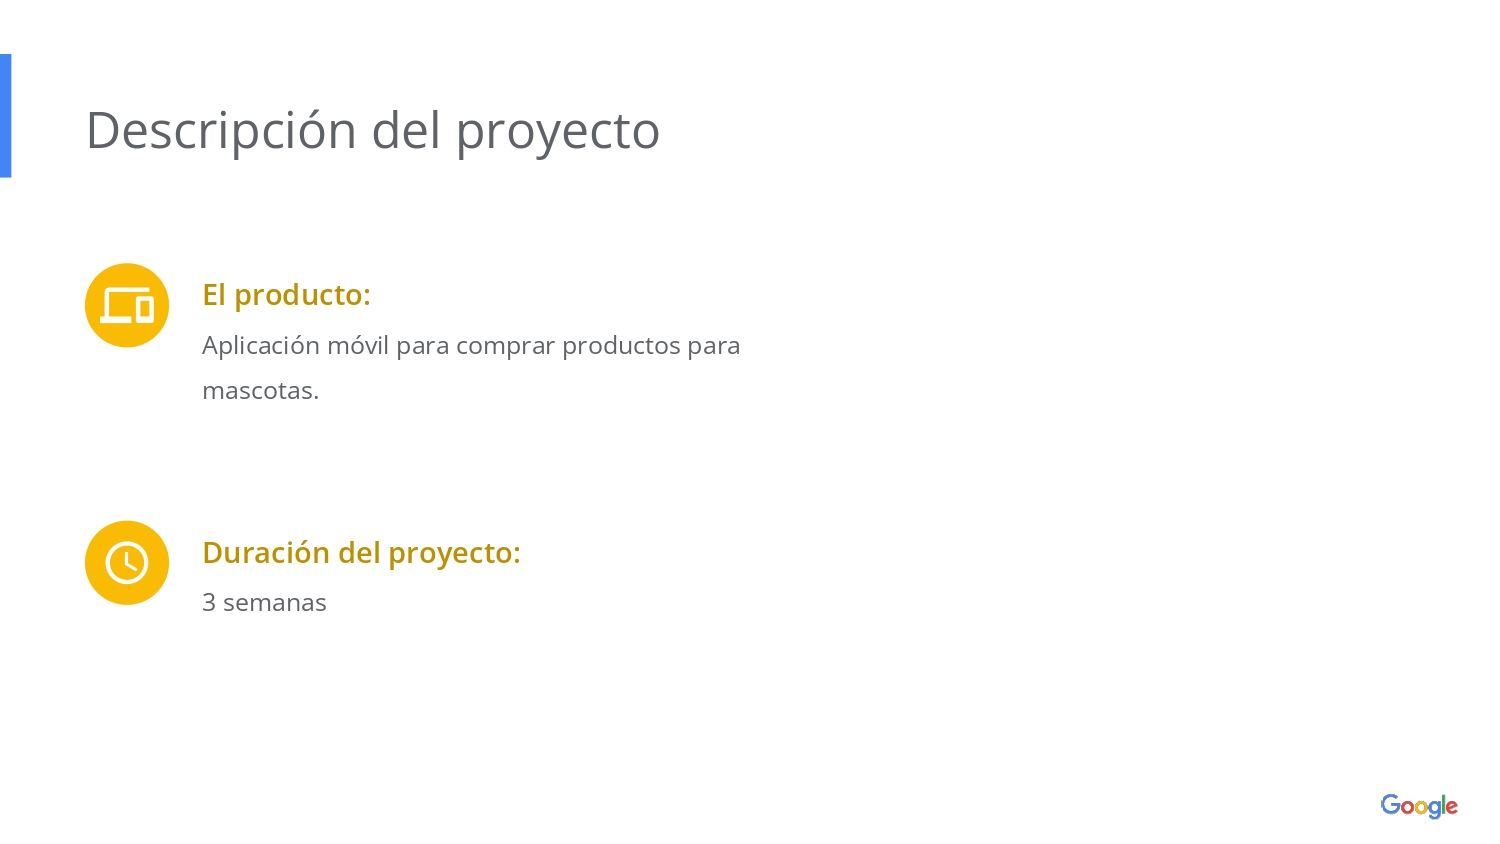 Descripción del proyecto
El producto:
Aplicación móvil para comprar productos para
mascotas.
Duración del proyecto:
3 semanas
Google